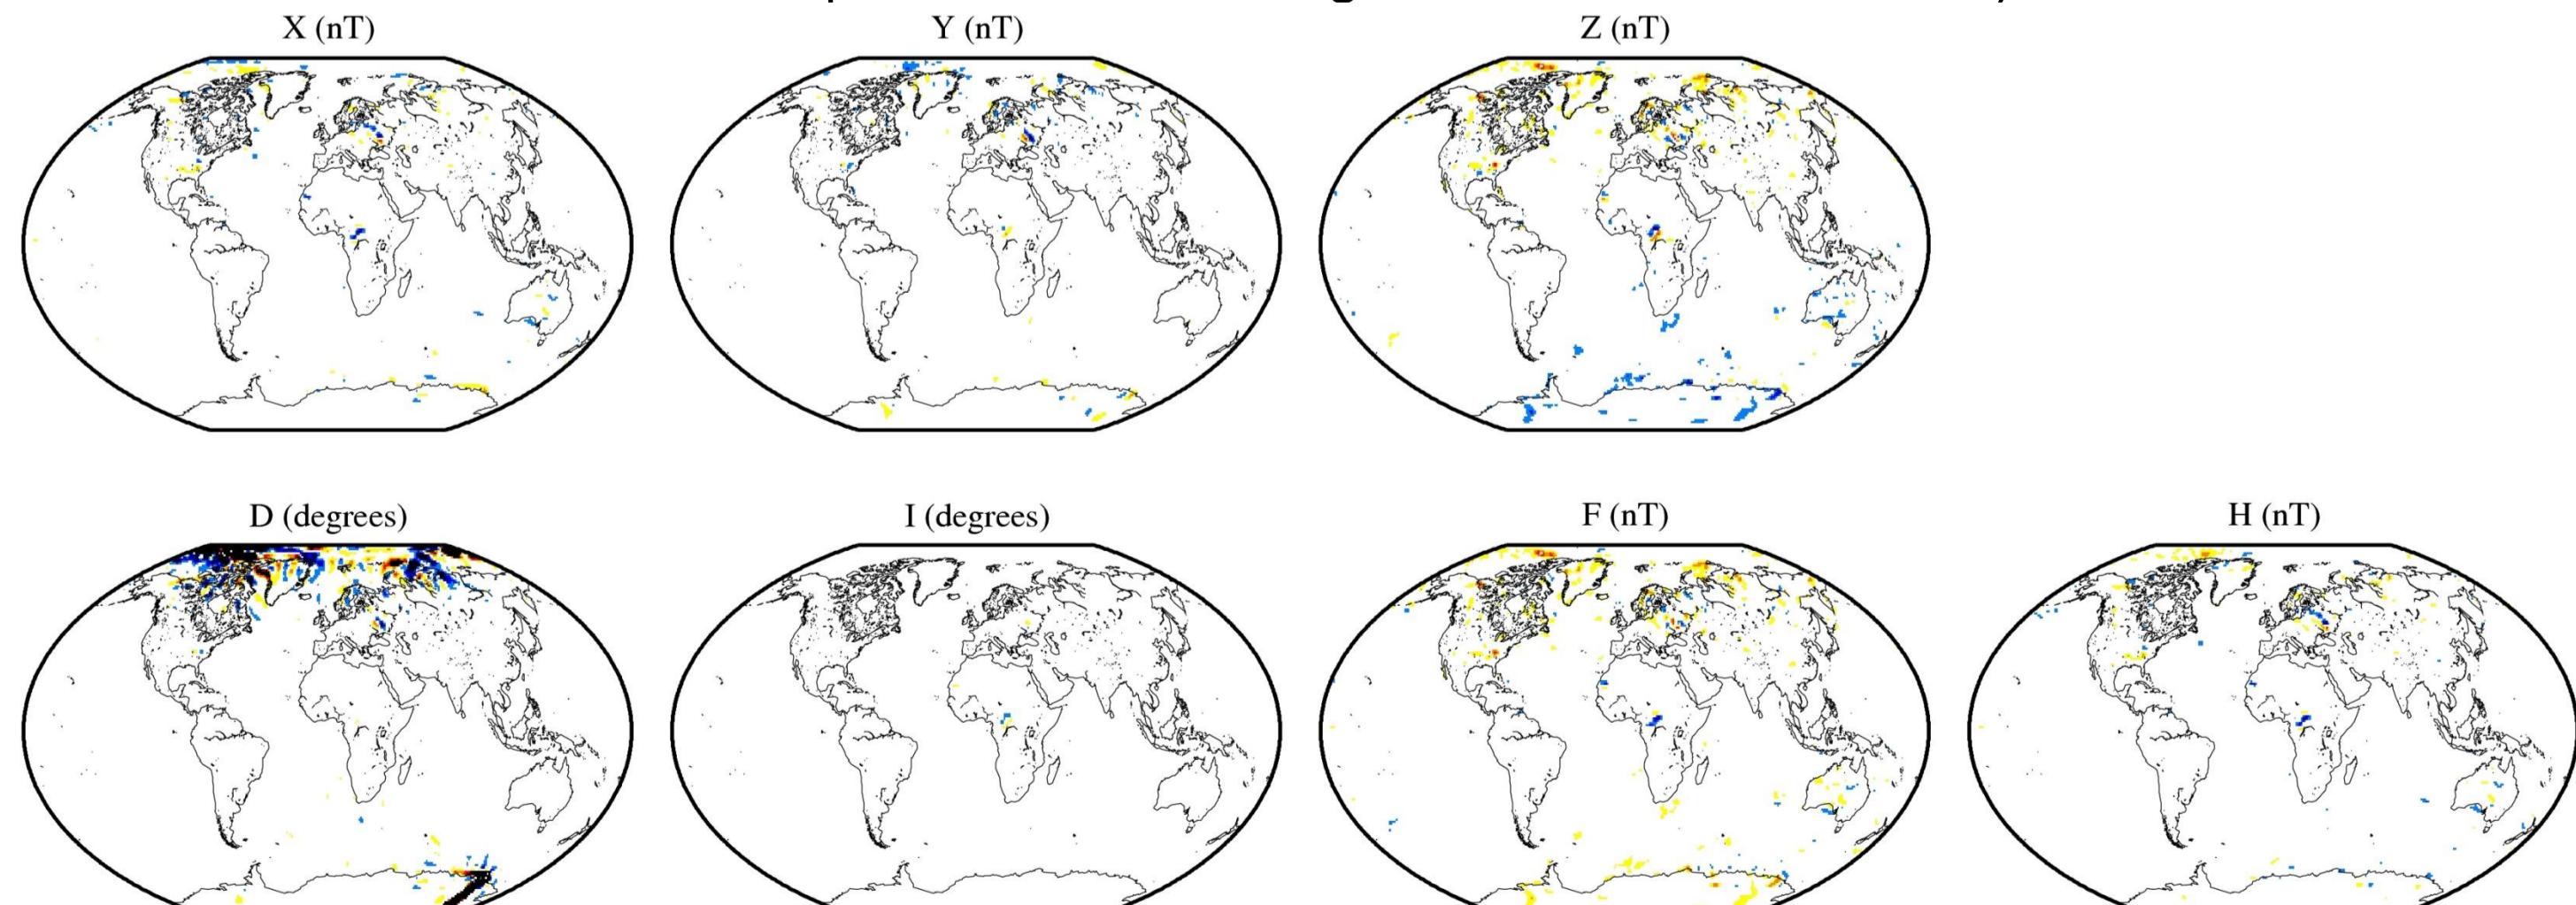 X (nT)
Y (nT)
Z (nT)
D (degrees)
I (degrees)
F (nT)
H (nT)